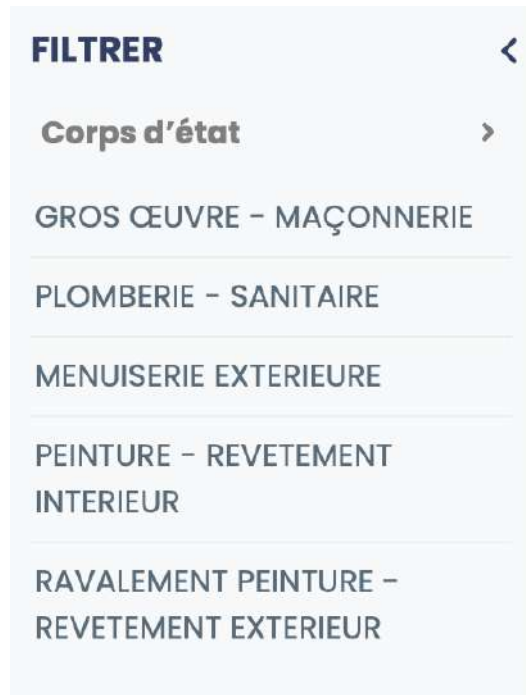 FILTRER
Corps d'état
GROS ŒUVRE - MAÇONNERIE
PLOMBERIE - SANITAIRE
MENUISERIE EXTERIEURE
PEINTURE - REVETEMENT
INTERIEUR
RAVALEMENT PEINTURE -
REVETEMENT EXTERIEUR